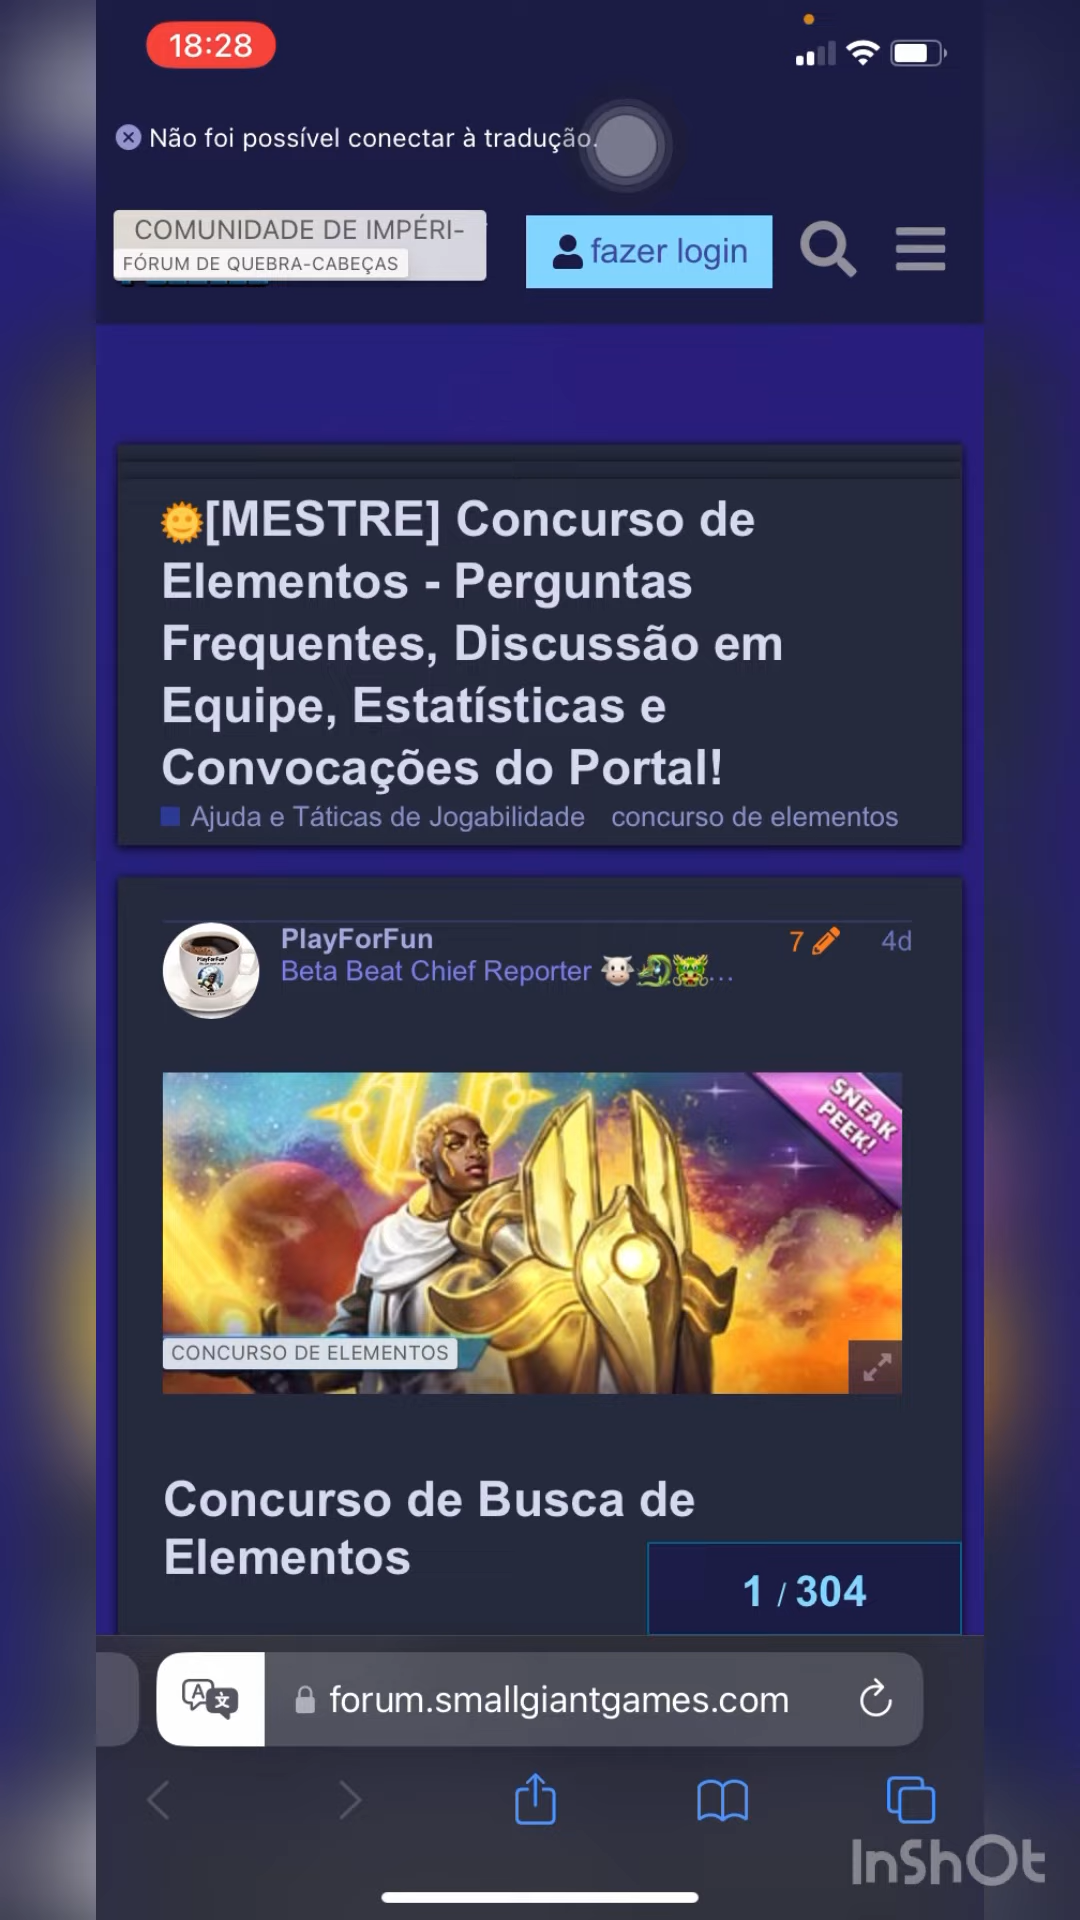 18:28
Não foi possível conectar à tradução.
COMUNIDADE DE IMPÉRI-
FÓRUM DE QUEBRA-CABEÇAS
fazer login
[MESTRE] Concurso de
Elementos - Perguntas
Frequentes, Discussão em
Equipe, Estatísticas e
Convocações do Portal!
Ajuda e Táticas de Jogabilidade concurso de elementos
PlayForFun
7
4d
Beta Beat Chief Reporter 🐮🐉🐲...
SNEAK
PEEK!
CONCURSO DE ELEMENTOS
Concurso de Busca de
Elementos
1 / 304
forum.smallgiantgames.com
InShOt